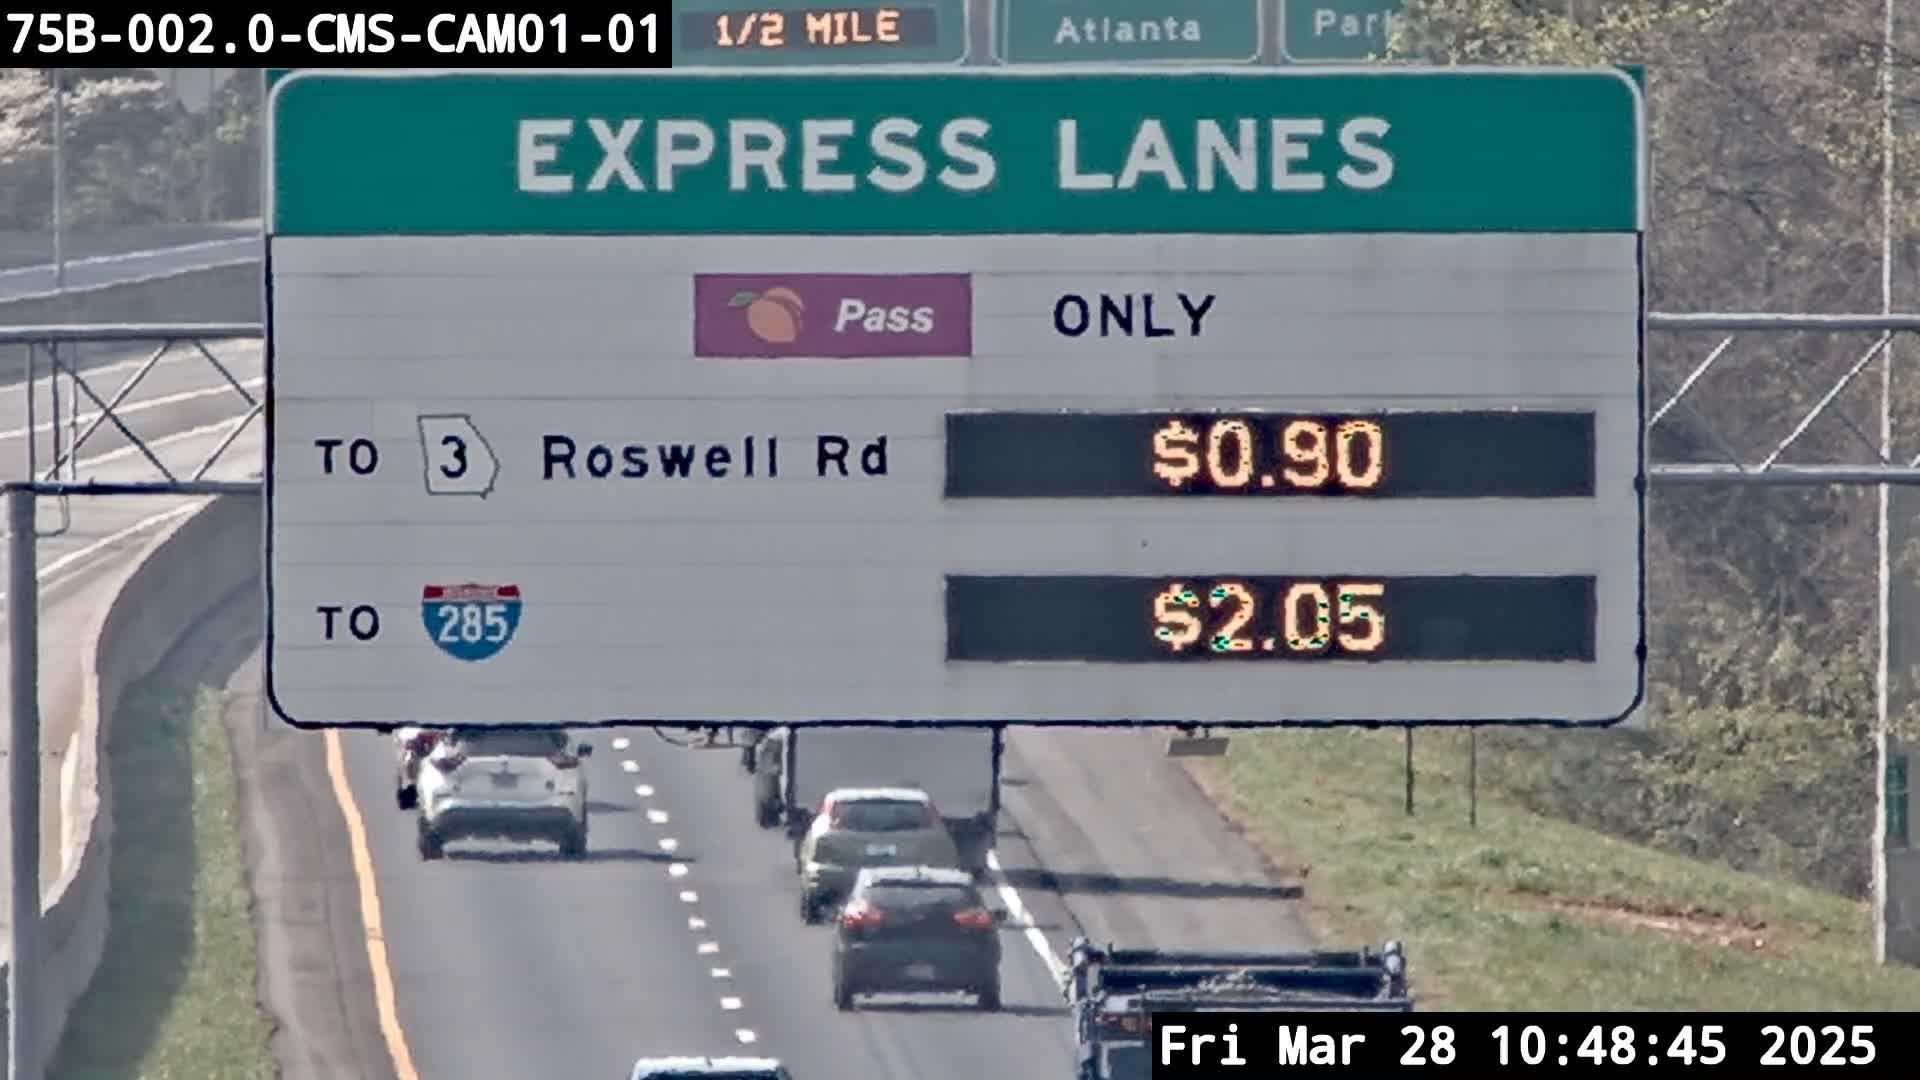 75B-002.0-CMS-CAM01-01
1/2 MILE
Atlanta
EXPRESS LANES
Pass ONLY
TO 3 Roswell Rd $0.90
TO 285 $2.05
Fri Mar 28 10:48:45 2025